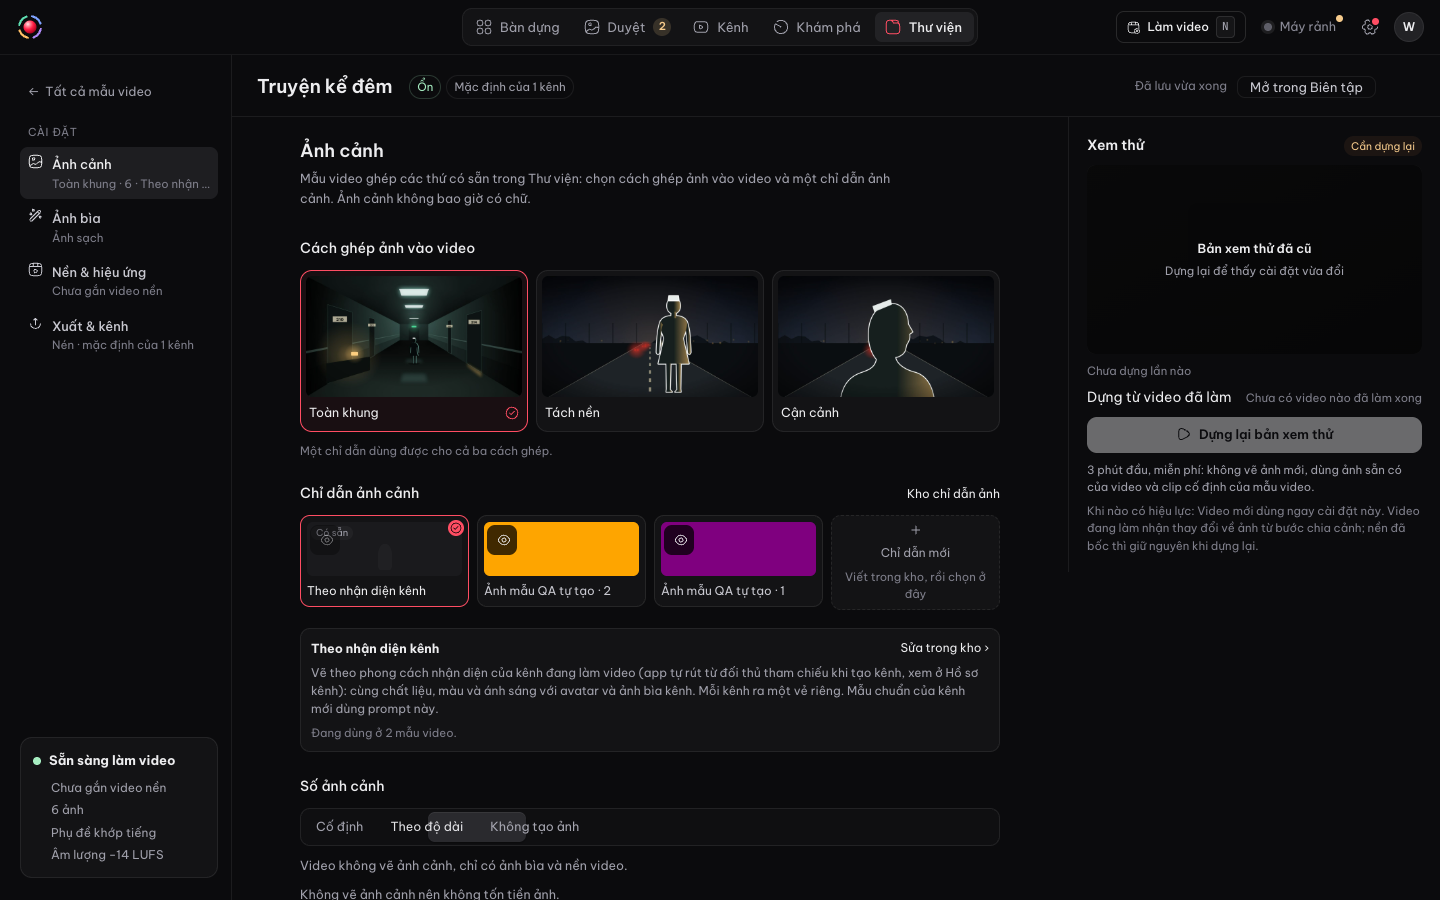 Bàn dựng
Duyệt 2
Kênh
Khám phá
Thư viện
Làm video N
Máy rảnh
W
← Tất cả mẫu video
Truyện kể đêm
Ổn
Mặc định của 1 kênh
Đã lưu vừa xong
Mở trong Biên tập
CÀI ĐẶT
Ảnh cảnh
Toàn khung · 6 · Theo nhận ...
Ảnh bìa
Ảnh sạch
Nền & hiệu ứng
Chưa gắn video nền
Xuất & kênh
Nén · mặc định của 1 kênh
Sẵn sàng làm video
Chưa gắn video nền
6 ảnh
Phụ đề khớp tiếng
Âm lượng -14 LUFS
Ảnh cảnh
Mẫu video ghép các thứ có sẵn trong Thư viện: chọn cách ghép ảnh vào video và một chỉ dẫn ảnh
cảnh. Ảnh cảnh không bao giờ có chữ.
Cách ghép ảnh vào video
Toàn khung
Tách nền
Cận cảnh
Một chỉ dẫn dùng được cho cả ba cách ghép.
Chỉ dẫn ảnh cảnh
Kho chỉ dẫn ảnh
Có sẵn
Theo nhận diện kênh
Ảnh mẫu QA tự tạo · 2
Ảnh mẫu QA tự tạo · 1
+
Chỉ dẫn mới
Viết trong kho, rồi chọn ở
đây
Theo nhận diện kênh
Sửa trong kho ›
Vẽ theo phong cách nhận diện của kênh đang làm video (app tự rút từ đối thủ tham chiếu khi tạo kênh, xem ở Hồ sơ
kênh): cùng chất liệu, màu và ánh sáng với avatar và ảnh bìa kênh. Mỗi kênh ra một vẻ riêng. Mẫu chuẩn của kênh
mới dùng prompt này.
Đang dùng ở 2 mẫu video.
Số ảnh cảnh
Cố định
Theo độ dài
Không tạo ảnh
Video không vẽ ảnh cảnh, chỉ có ảnh bìa và nền video.
Không vẽ ảnh cảnh nên không tốn tiền ảnh.
Xem thử
Cần dựng lại
Bản xem thử đã cũ
Dựng lại để thấy cài đặt vừa đổi
Chưa dựng lần nào
Dựng từ video đã làm
Chưa có video nào đã làm xong
Dựng lại bản xem thử
3 phút đầu, miễn phí: không vẽ ảnh mới, dùng ảnh sẵn có
của video và clip cố định của mẫu video.
Khi nào có hiệu lực: Video mới dùng ngay cài đặt này. Video
đang làm nhận thay đổi về ảnh từ bước chia cảnh; nền đã
bốc thì giữ nguyên khi dựng lại.